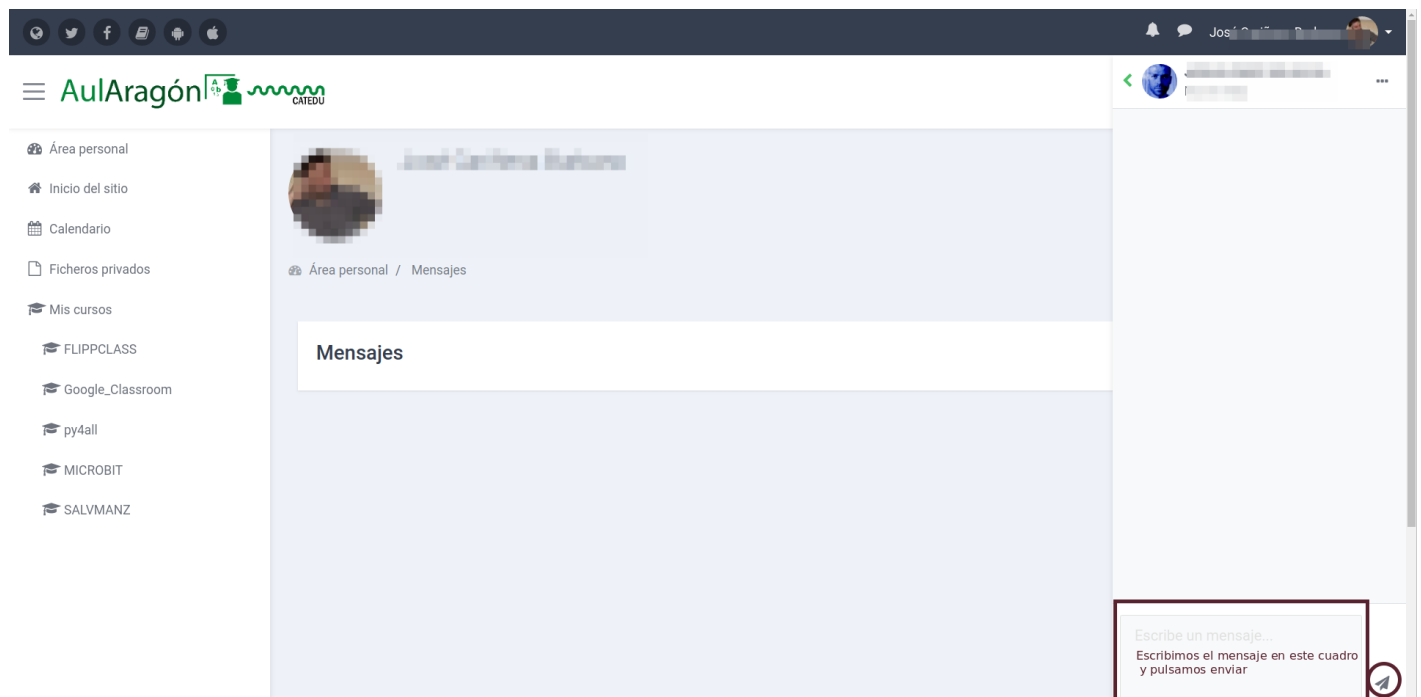 José
AulAragón
CATEDU
Área personal
Inicio del sitio
Calendario
Ficheros privados
Mis cursos
FLIPPCLASS
Google_Classroom
py4all
MICROBIT
SALVMANZ
Área personal / Mensajes
Mensajes
Escribe un mensaje...
Escribimos el mensaje en este cuadro
y pulsamos enviar